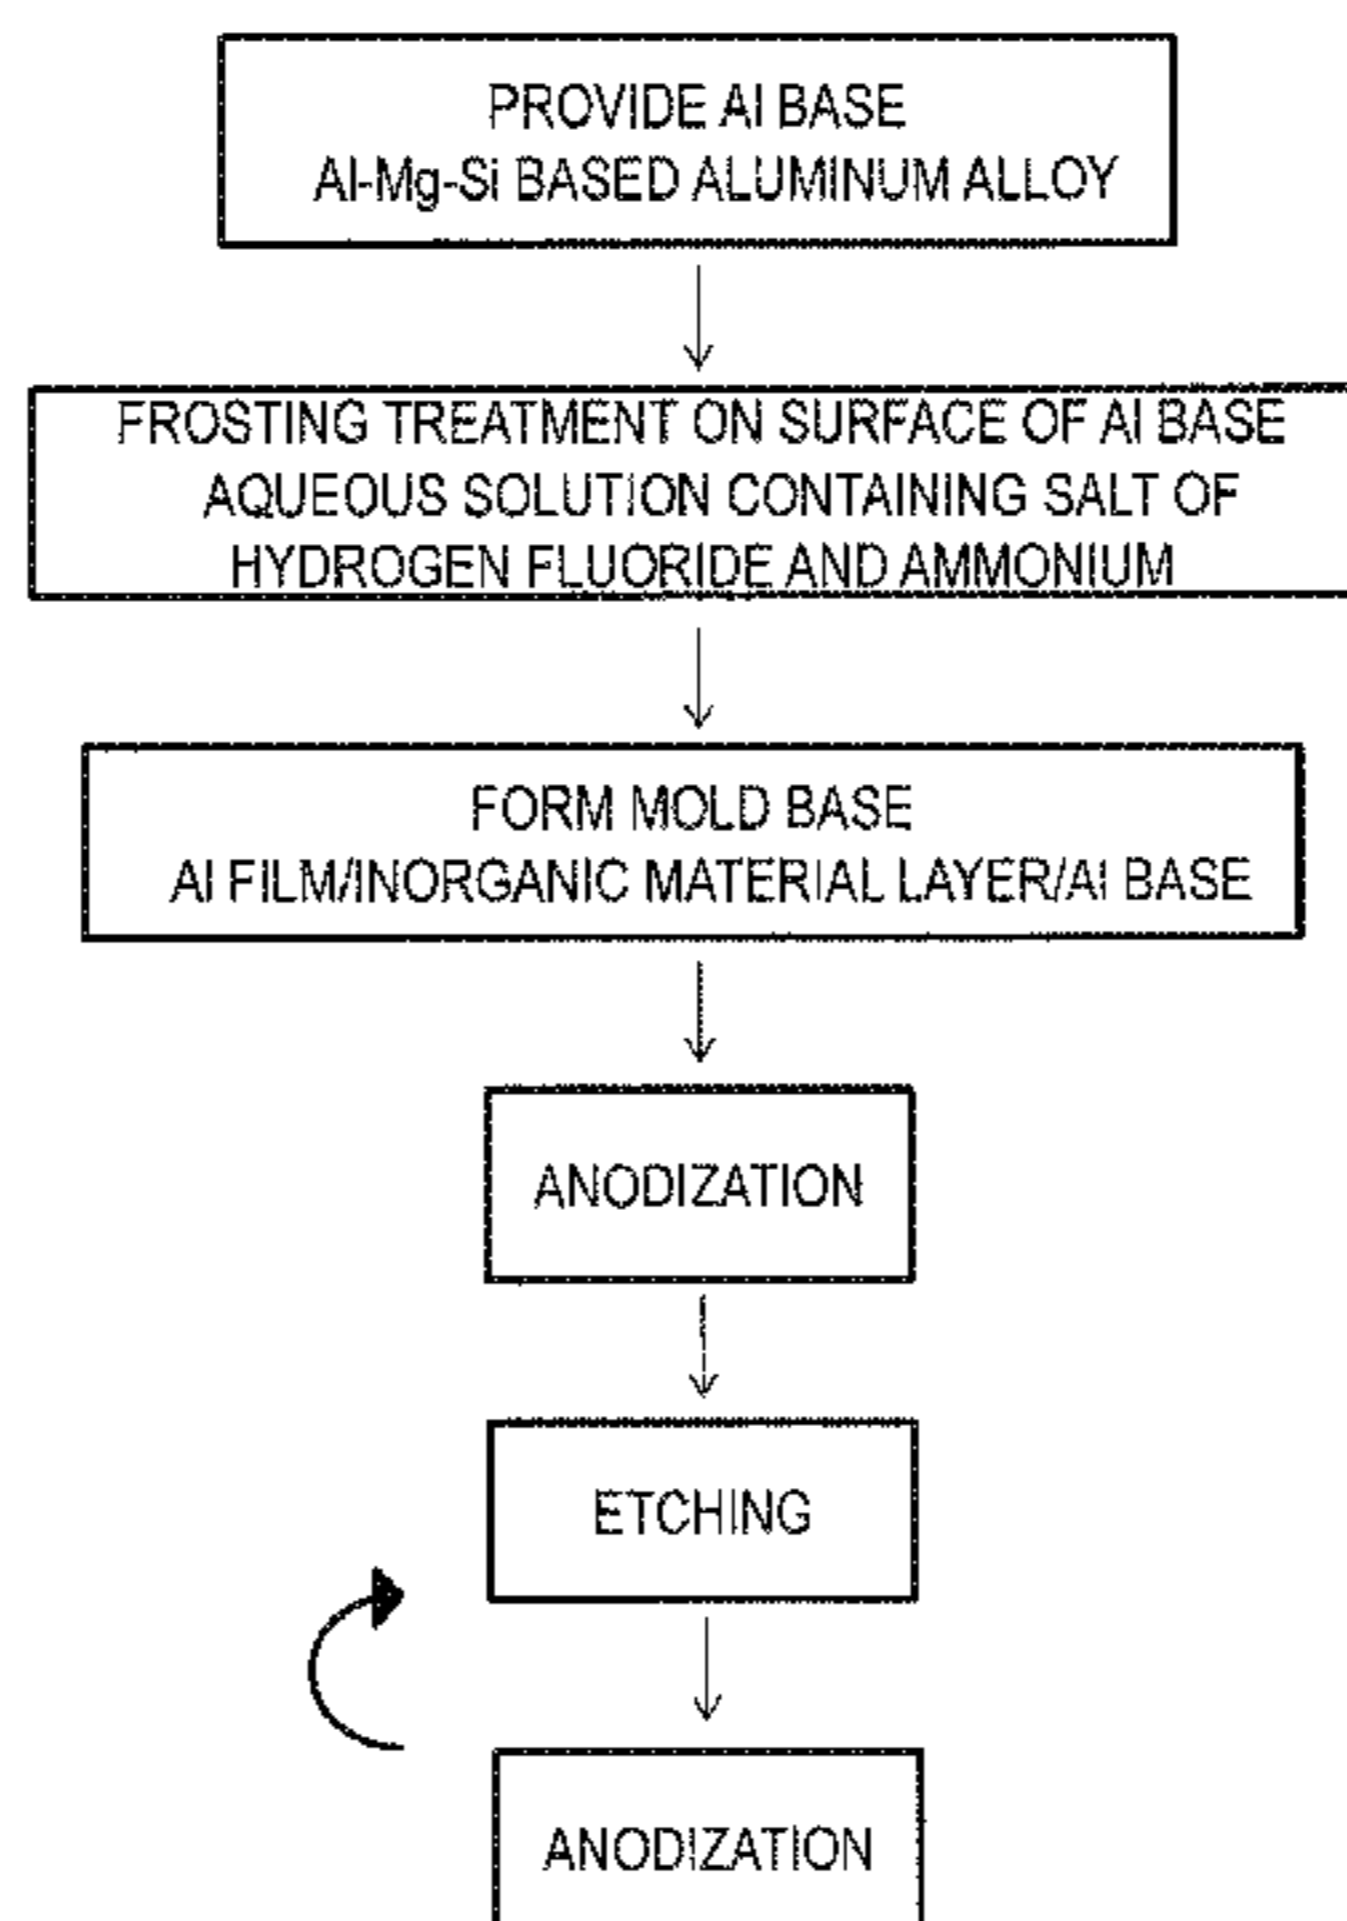 PROVIDE Al BASE
Al-Mg-Si BASED ALUMINUM ALLOY
FROSTING TREATMENT ON SURFACE OF Al BASE
AQUEOUS SOLUTION CONTAINING SALT OF
HYDROGEN FLUORIDE AND AMMONIUM
FORM MOLD BASE
Al FILM/INORGANIC MATERIAL LAYER/Al BASE
ANODIZATION
ETCHING
ANODIZATION